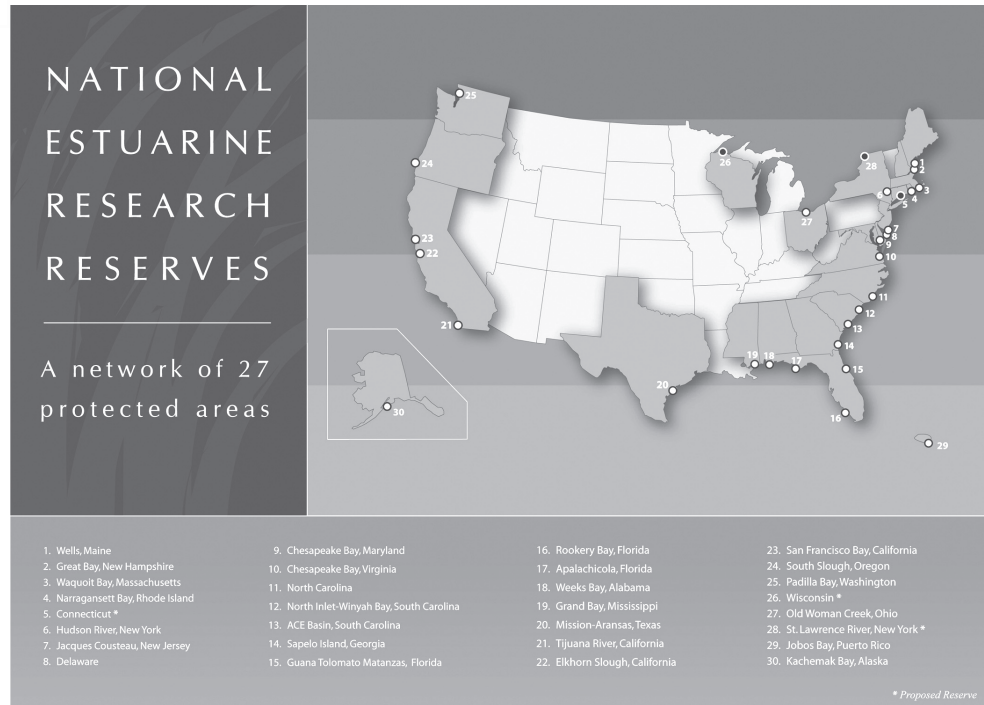 NATIONAL
ESTUARINE
RESEARCH
RESERVES
A network of 27
protected areas
25
24
23
22
21
30
20
19
18
17
16
15
14
13
12
11
10
9
8
7
6
5
4
3
2
1
28
27
26
29
1. Wells, Maine
2. Great Bay, New Hampshire
3. Waquoit Bay, Massachusetts
4. Narragansett Bay, Rhode Island
5. Connecticut *
6. Hudson River, New York
7. Jacques Cousteau, New Jersey
8. Delaware
9. Chesapeake Bay, Maryland
10. Chesapeake Bay, Virginia
11. North Carolina
12. North Inlet-Winyah Bay, South Carolina
13. ACE Basin, South Carolina
14. Sapelo Island, Georgia
15. Guana Tolomato Matanzas, Florida
16. Rookery Bay, Florida
17. Apalachicola, Florida
18. Weeks Bay, Alabama
19. Grand Bay, Mississippi
20. Mission-Aransas, Texas
21. Tijuana River, California
22. Elkhorn Slough, California
23. San Francisco Bay, California
24. South Slough, Oregon
25. Padilla Bay, Washington
26. Wisconsin *
27. Old Woman Creek, Ohio
28. St. Lawrence River, New York *
29. Jobos Bay, Puerto Rico
30. Kachemak Bay, Alaska
* Proposed Reserve